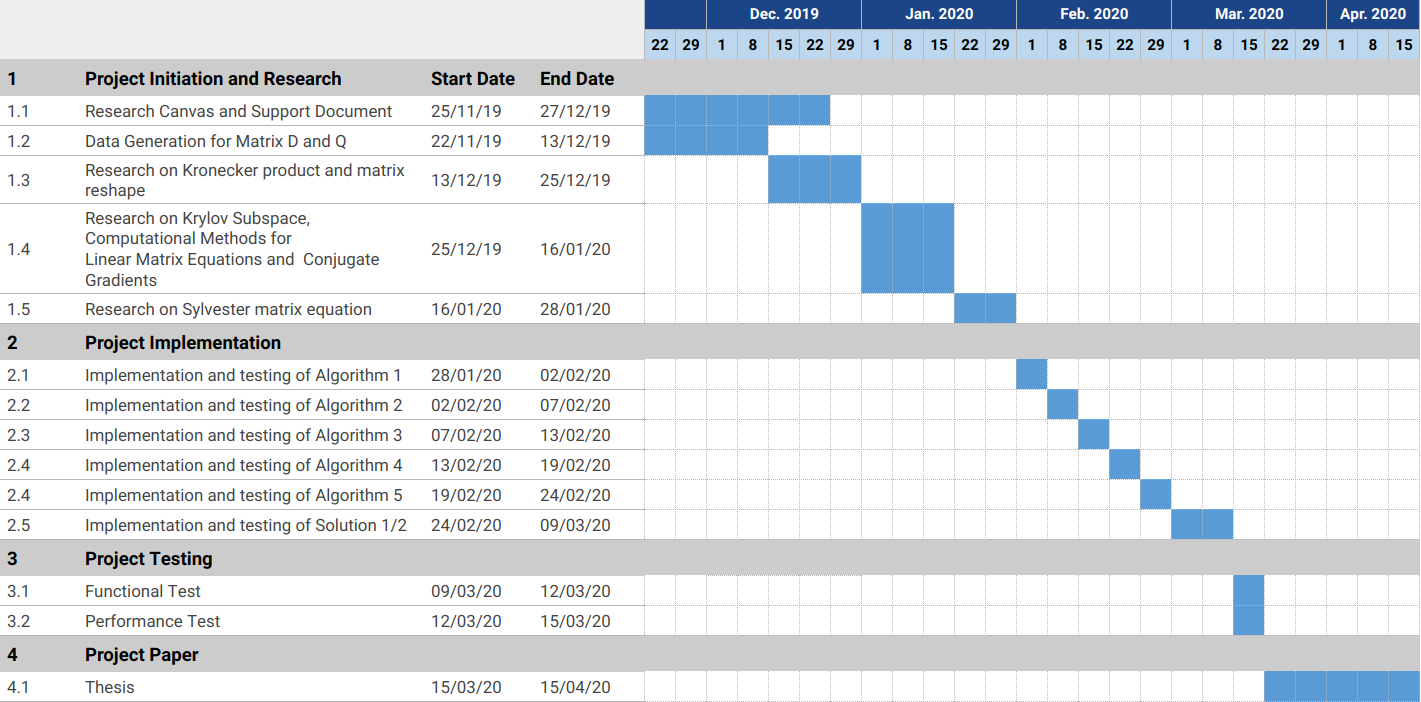 Dec. 2019 Jan. 2020 Feb. 2020 Mar. 2020 Apr. 2020
22 29 1 8 15 22 29 1 8 15 22 29 1 8 15 22 29 1 8 15 22 29 1 8 15
1 Project Initiation and Research Start Date End Date
1.1 Research Canvas and Support Document 25/11/19 27/12/19
1.2 Data Generation for Matrix D and Q 22/11/19 13/12/19
1.3 Research on Kronecker product and matrix
reshape 13/12/19 25/12/19
1.4 Research on Krylov Subspace,
Computational Methods for
Linear Matrix Equations and Conjugate
Gradients 25/12/19 16/01/20
1.5 Research on Sylvester matrix equation 16/01/20 28/01/20
2 Project Implementation
2.1 Implementation and testing of Algorithm 1 28/01/20 02/02/20
2.2 Implementation and testing of Algorithm 2 02/02/20 07/02/20
2.3 Implementation and testing of Algorithm 3 07/02/20 13/02/20
2.4 Implementation and testing of Algorithm 4 13/02/20 19/02/20
2.4 Implementation and testing of Algorithm 5 19/02/20 24/02/20
2.5 Implementation and testing of Solution 1/2 24/02/20 09/03/20
3 Project Testing
3.1 Functional Test 09/03/20 12/03/20
3.2 Performance Test 12/03/20 15/03/20
4 Project Paper
4.1 Thesis 15/03/20 15/04/20